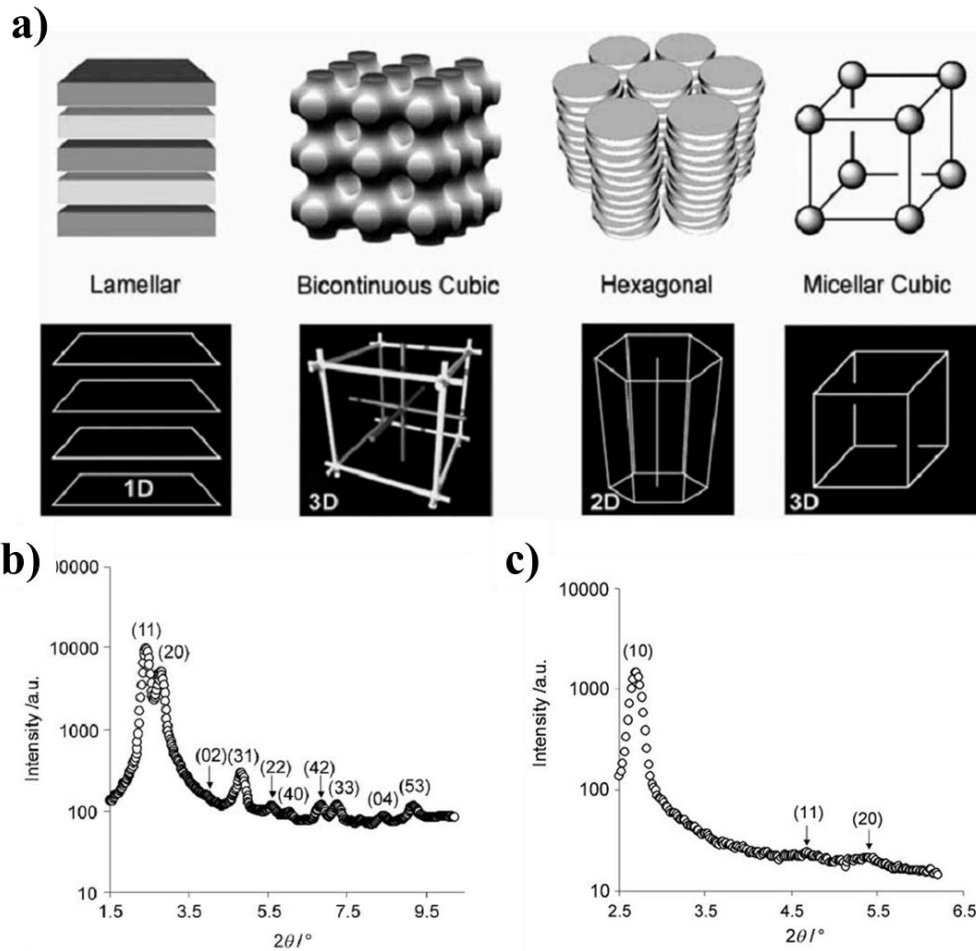 a)
Lamellar Bicontinuous Cubic Hexagonal Micellar Cubic
1D 3D 2D 3D
b)
Intensity /a.u.
00000
10000
1000
100
10
(11)
(20)
(02) (31) (22) (40) (42) (33) (04) (53)
1.5 3.5 5.5 7.5 9.5
2θ/°
c)
Intensity /a.u.
10000
1000
100
10
(10)
(11)
(20)
2.5 3.5 4.5 5.5 6.5
2θ/°